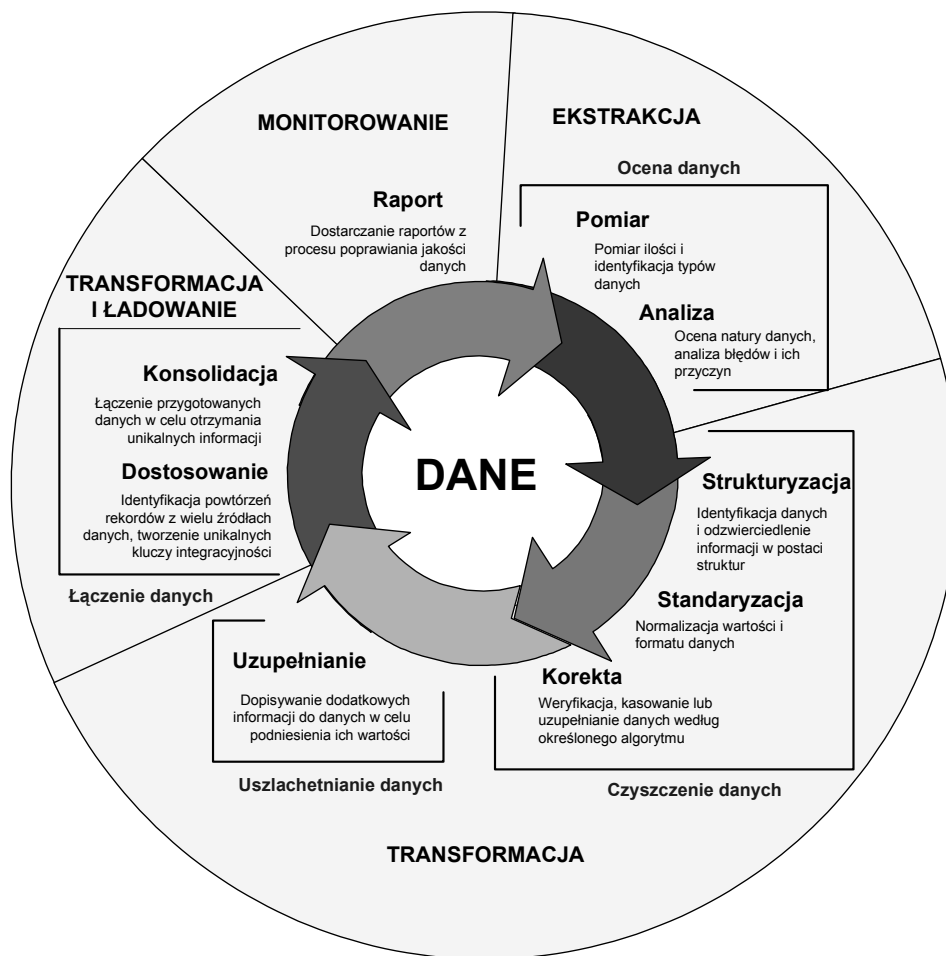 MONITOROWANIE
Raport
Dostarczanie raportów z
procesu poprawiania jakości
danych
EKSTRAKCJA
Ocena danych
Pomiar
Pomiar ilości i
identyfikacja typów
danych
Analiza
Ocena natury danych,
analiza błędów i ich
przyczyn
TRANSFORMACJA
I ŁADOWANIE
Konsolidacja
Łączenie przygotowanych
danych w celu otrzymania
unikalnych informacji
Dostosowanie
Identyfikacja powtórzeń
rekordów z wielu źródłach
danych, tworzenie unikalnych
kluczy integracyjności
Łączenie danych
DANE
Strukturyzacja
Identyfikacja danych
i odzwierciedlenie
informacji w postaci
struktur
Standaryzacja
Normalizacja wartości i
formatu danych
Korekta
Weryfikacja, kasowanie lub
uzupełnianie danych według
określonego algorytmu
Czyszczenie danych
Uzupełnianie
Dopisywanie dodatkowych
informacji do danych w celu
podniesienia ich wartości
Uszlachetnianie danych
TRANSFORMACJA